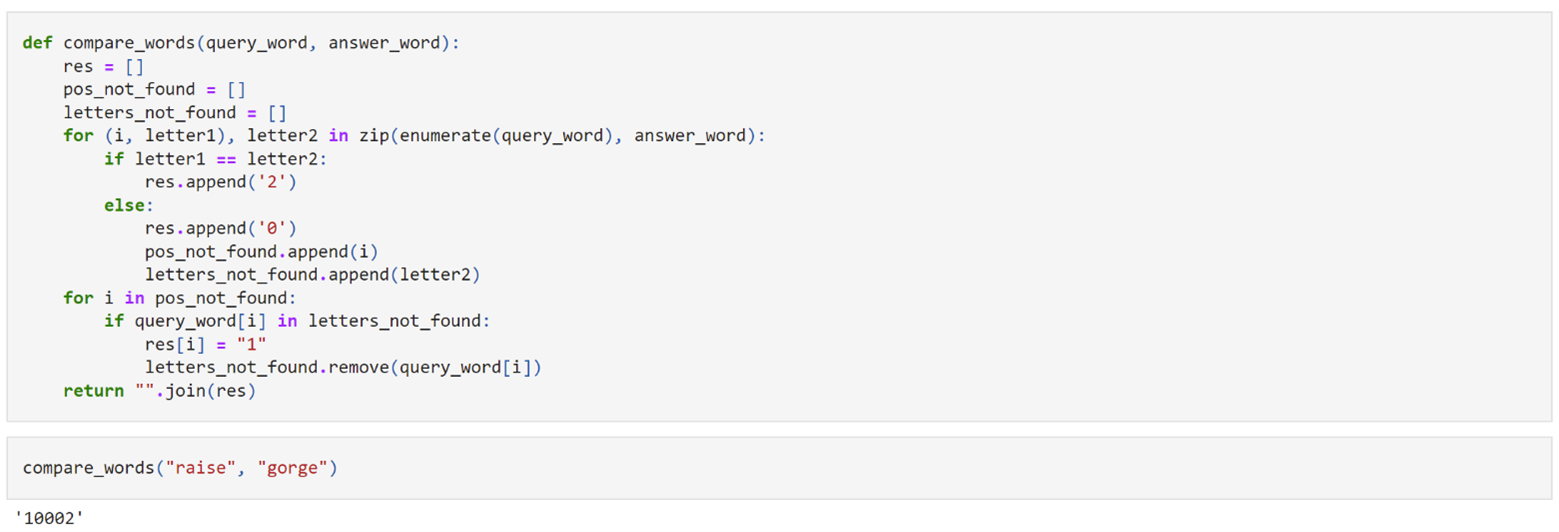 def compare_words(query_word, answer_word):
    res = []
    pos_not_found = []
    letters_not_found = []
    for (i, letter1), letter2 in zip(enumerate(query_word), answer_word):
        if letter1 == letter2:
            res.append('2')
        else:
            res.append('0')
            pos_not_found.append(i)
            letters_not_found.append(letter2)
    for i in pos_not_found:
        if query_word[i] in letters_not_found:
            res[i] = "1"
            letters_not_found.remove(query_word[i])
    return "".join(res)
compare_words("raise", "gorge")
'10002'